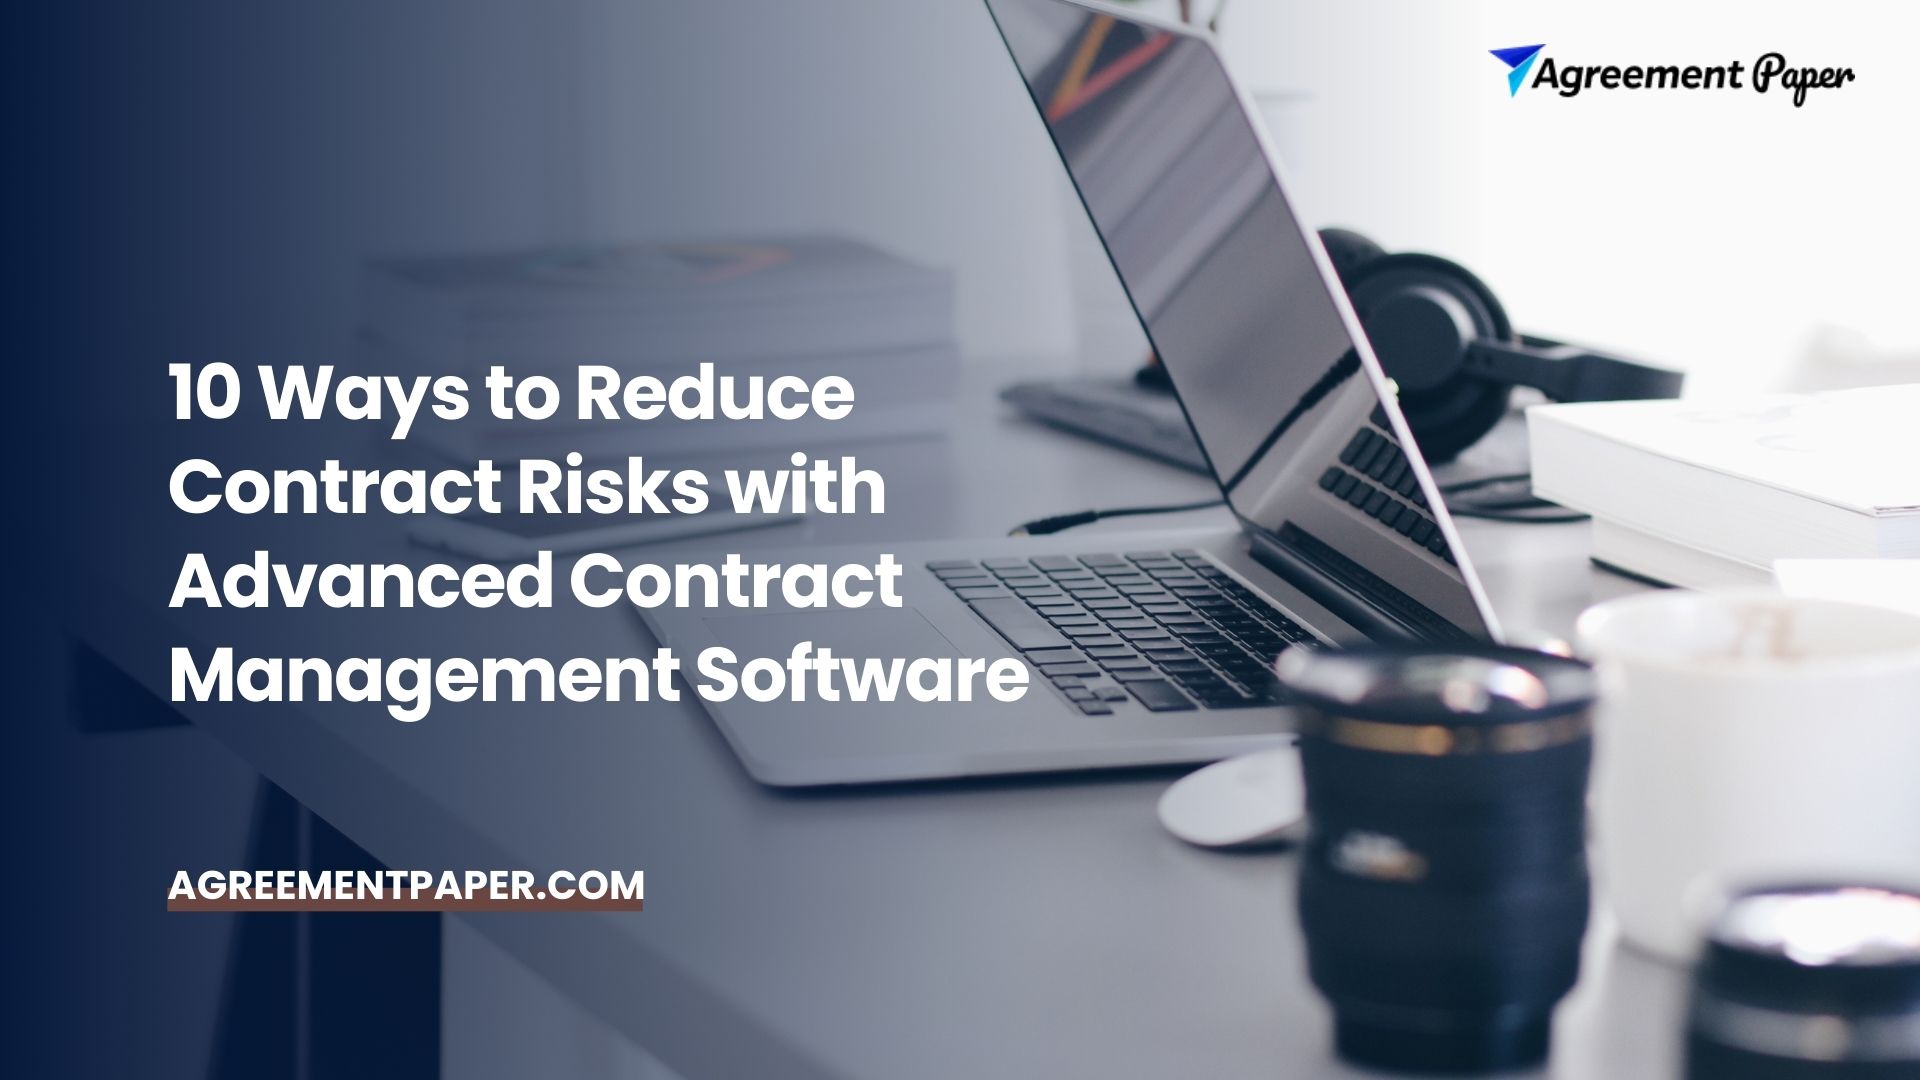 Agreement Paper
10 Ways to Reduce
Contract Risks with
Advanced Contract
Management Software
AGREEMENTPAPER.COM